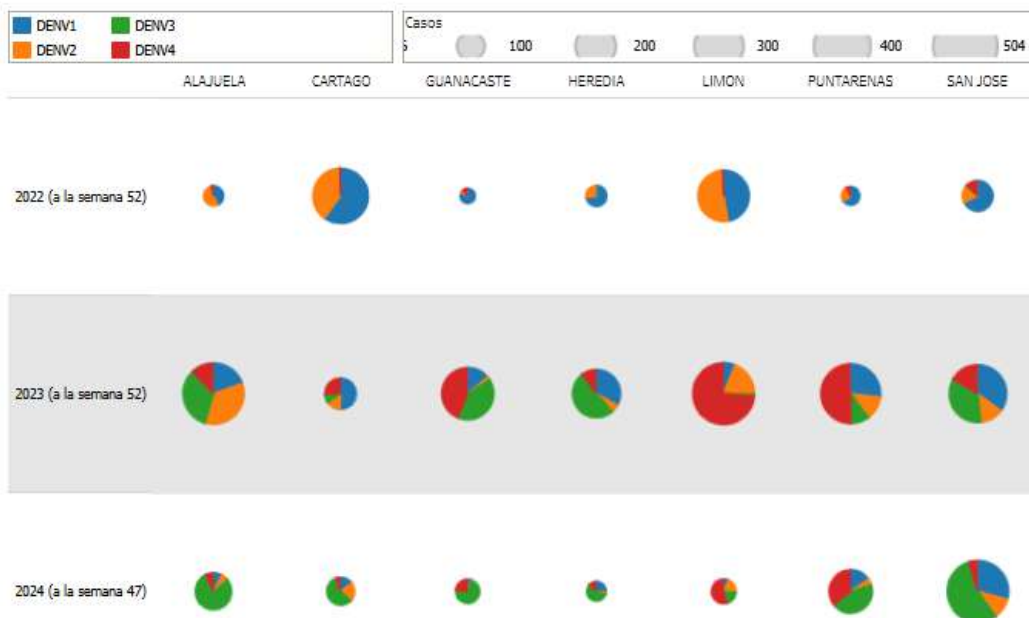 DENV1 DENV3
DENV2 DENV4
Casos
100 200 300 400 504
ALAJUELA CARTAGO GUANACASTE HEREDIA LIMON PUNTARENAS SAN JOSE
2022 (a la semana 52)
2023 (a la semana 52)
2024 (a la semana 47)